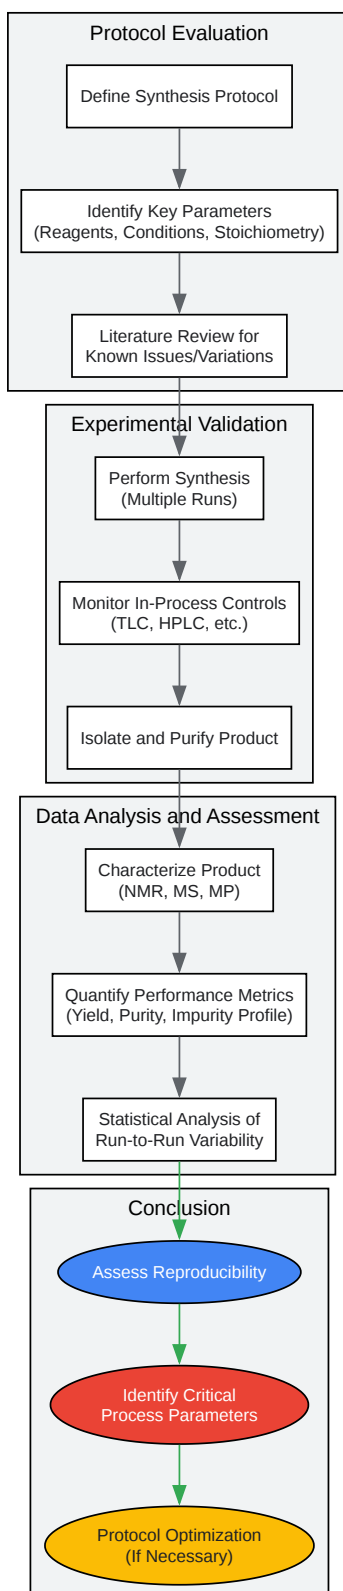 Protocol Evaluation
Define Synthesis Protocol
Identify Key Parameters
(Reagents, Conditions, Stoichiometry)
Literature Review for
Known Issues/Variations
Experimental Validation
Perform Synthesis
(Multiple Runs)
Monitor In-Process Controls
(TLC, HPLC, etc.)
Isolate and Purify Product
Data Analysis and Assessment
Characterize Product
(NMR, MS, MP)
Quantify Performance Metrics
(Yield, Purity, Impurity Profile)
Statistical Analysis of
Run-to-Run Variability
Conclusion
Assess Reproducibility
Identify Critical
Process Parameters
Protocol Optimization
(If Necessary)